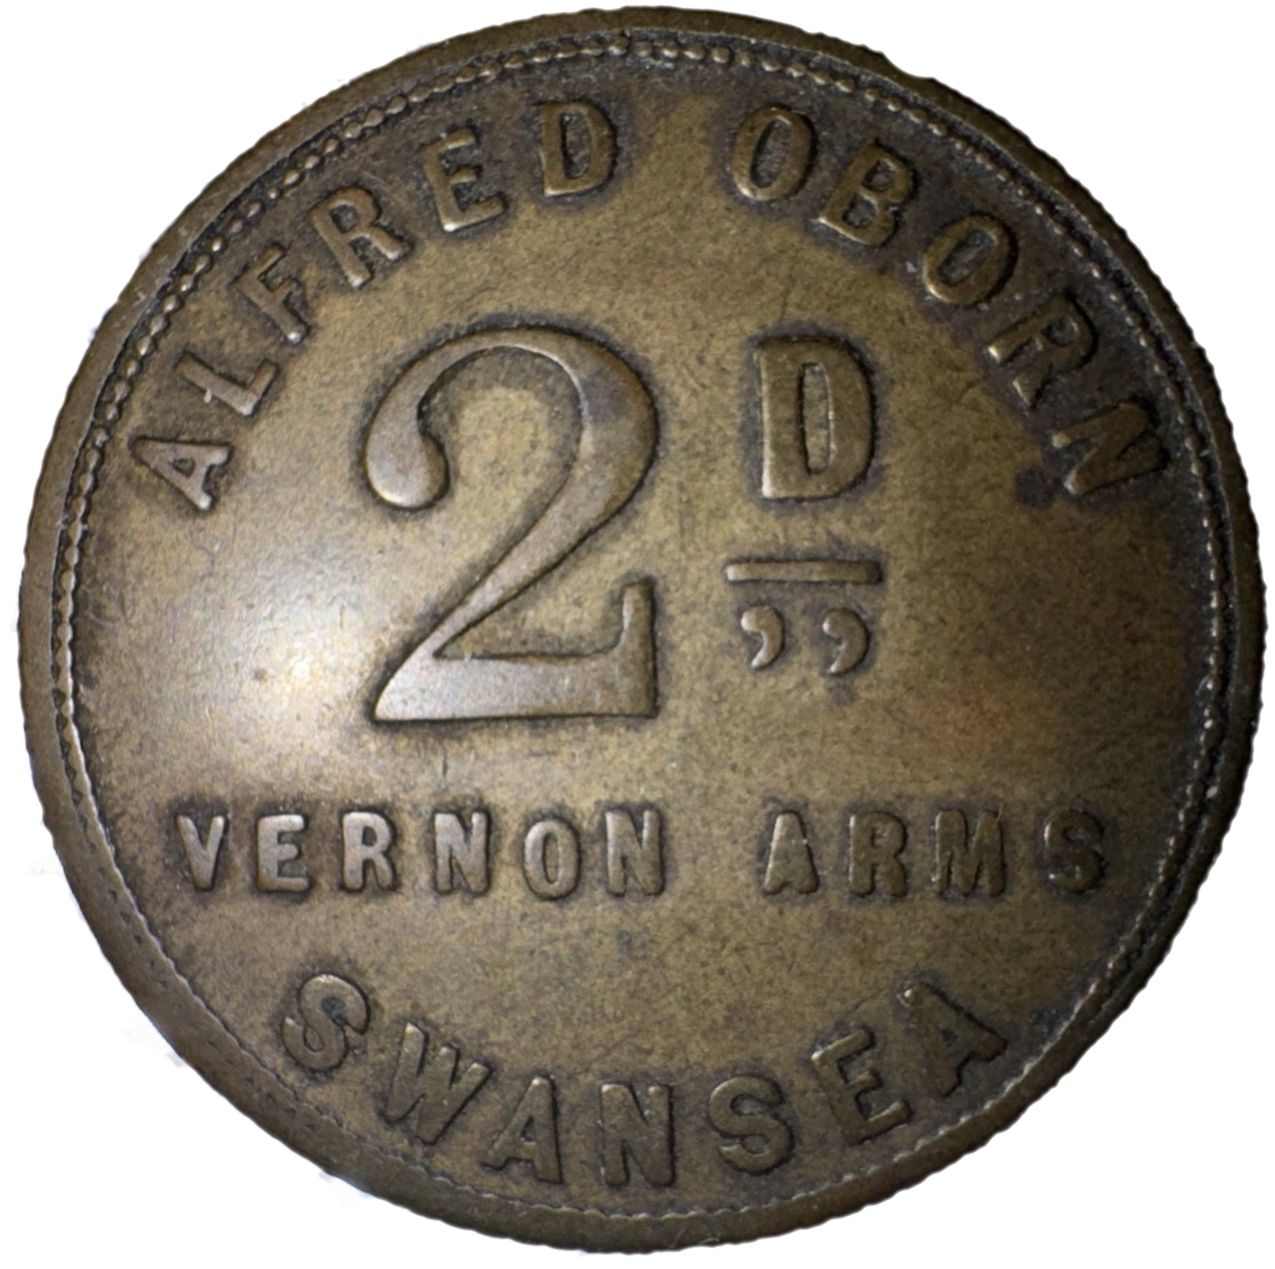 ALFRED OBORN
2D
,,
VERNON ARMS
SWANSEA